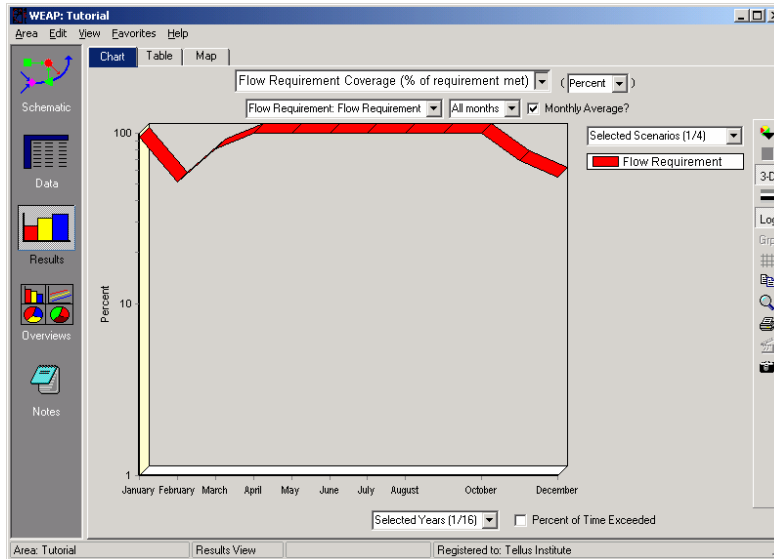 WEAP: Tutorial
Area Edit View Favorites Help
Chart Table Map
Flow Requirement Coverage (% of requirement met) (Percent)
Flow Requirement: Flow Requirement All months Monthly Average?
Selected Scenarios (1/4)
Flow Requirement
Schematic
Data
Results
Overviews
Notes
3-D
Log
Grp
100
10
1
Percent
January February March April May June July August October December
Selected Years (1/16) Percent of Time Exceeded
Area: Tutorial Results View Registered to: Tellus Institute